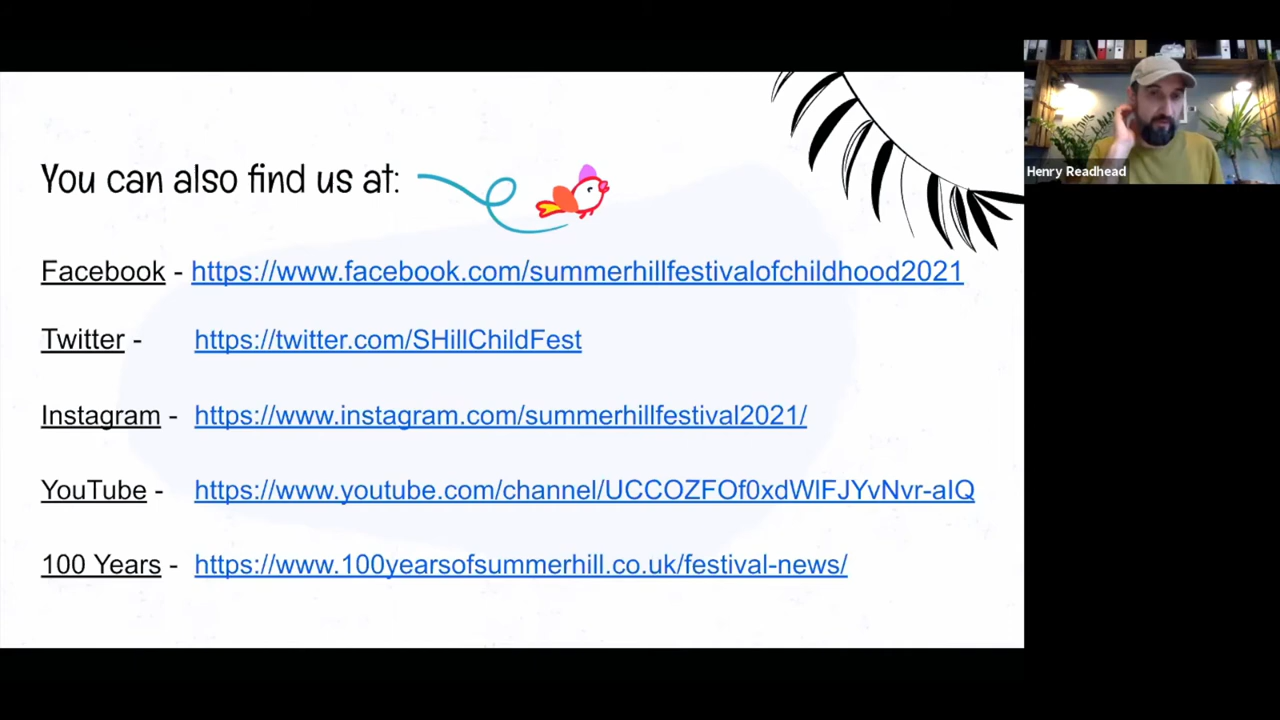 You can also find us at:
Facebook - https://www.facebook.com/summerhillfestivalofchildhood2021
Twitter - https://twitter.com/SHillChildFest
Instagram - https://www.instagram.com/summerhillfestival2021/
YouTube - https://www.youtube.com/channel/UCCOZFOf0xdWlFJYvNvr-aIQ
100 Years - https://www.100yearsofsummerhill.co.uk/festival-news/
Henry Readhead